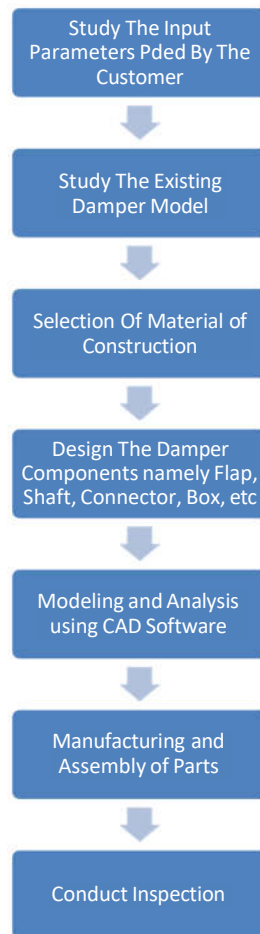 Study The Input
Parameters Pded By The
Customer
Study The Existing
Damper Model
Selection Of Material of
Construction
Design The Damper
Components namely Flap,
Shaft, Connector, Box, etc
Modeling and Analysis
using CAD Software
Manufacturing and
Assembly of Parts
Conduct Inspection